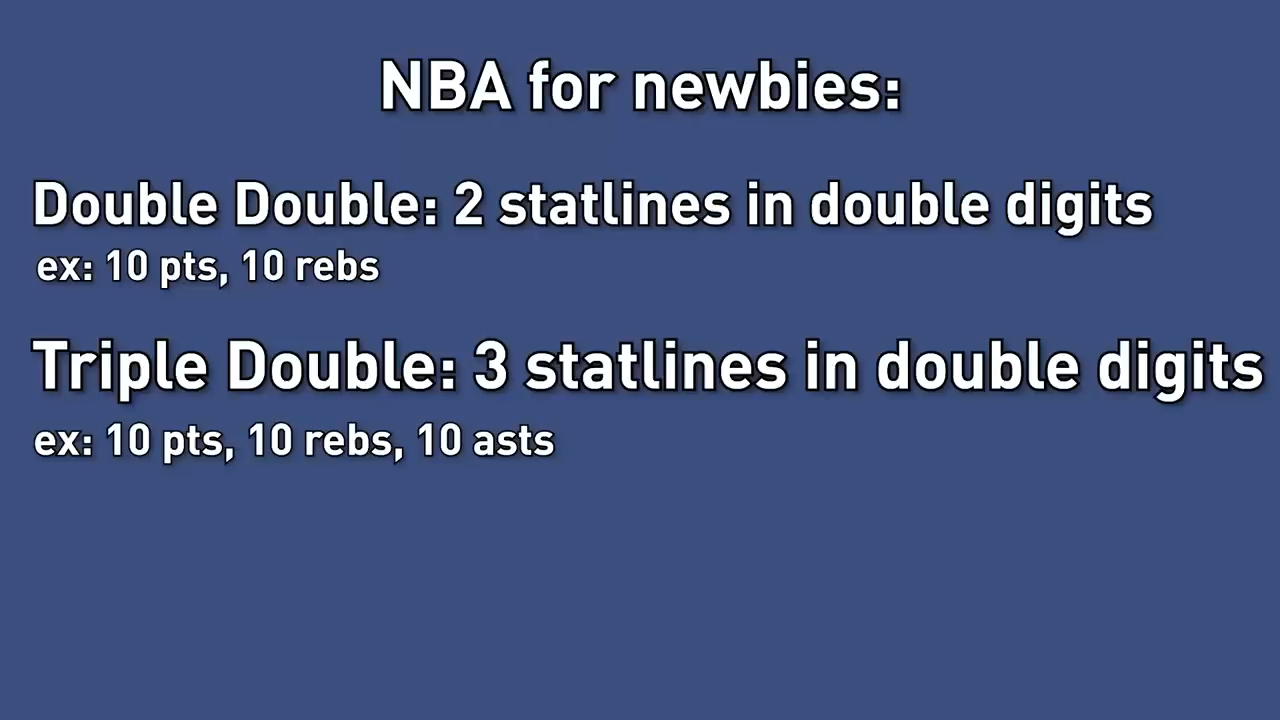 NBA for newbies:
Double Double: 2 statlines in double digits
ex: 10 pts, 10 rebs
Triple Double: 3 statlines in double digits
ex: 10 pts, 10 rebs, 10 asts